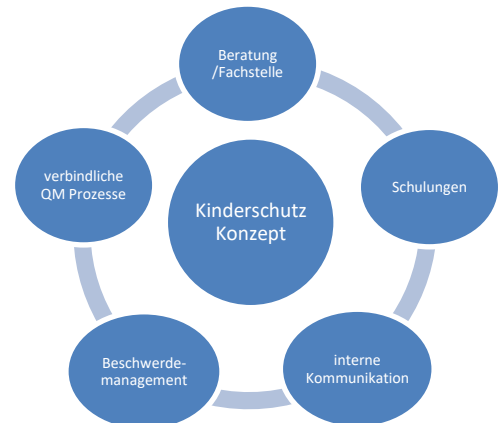 Beratung
/Fachstelle
verbindliche
QM Prozesse
Schulungen
Kinderschutz
Konzept
Beschwerde-
management
interne
Kommunikation